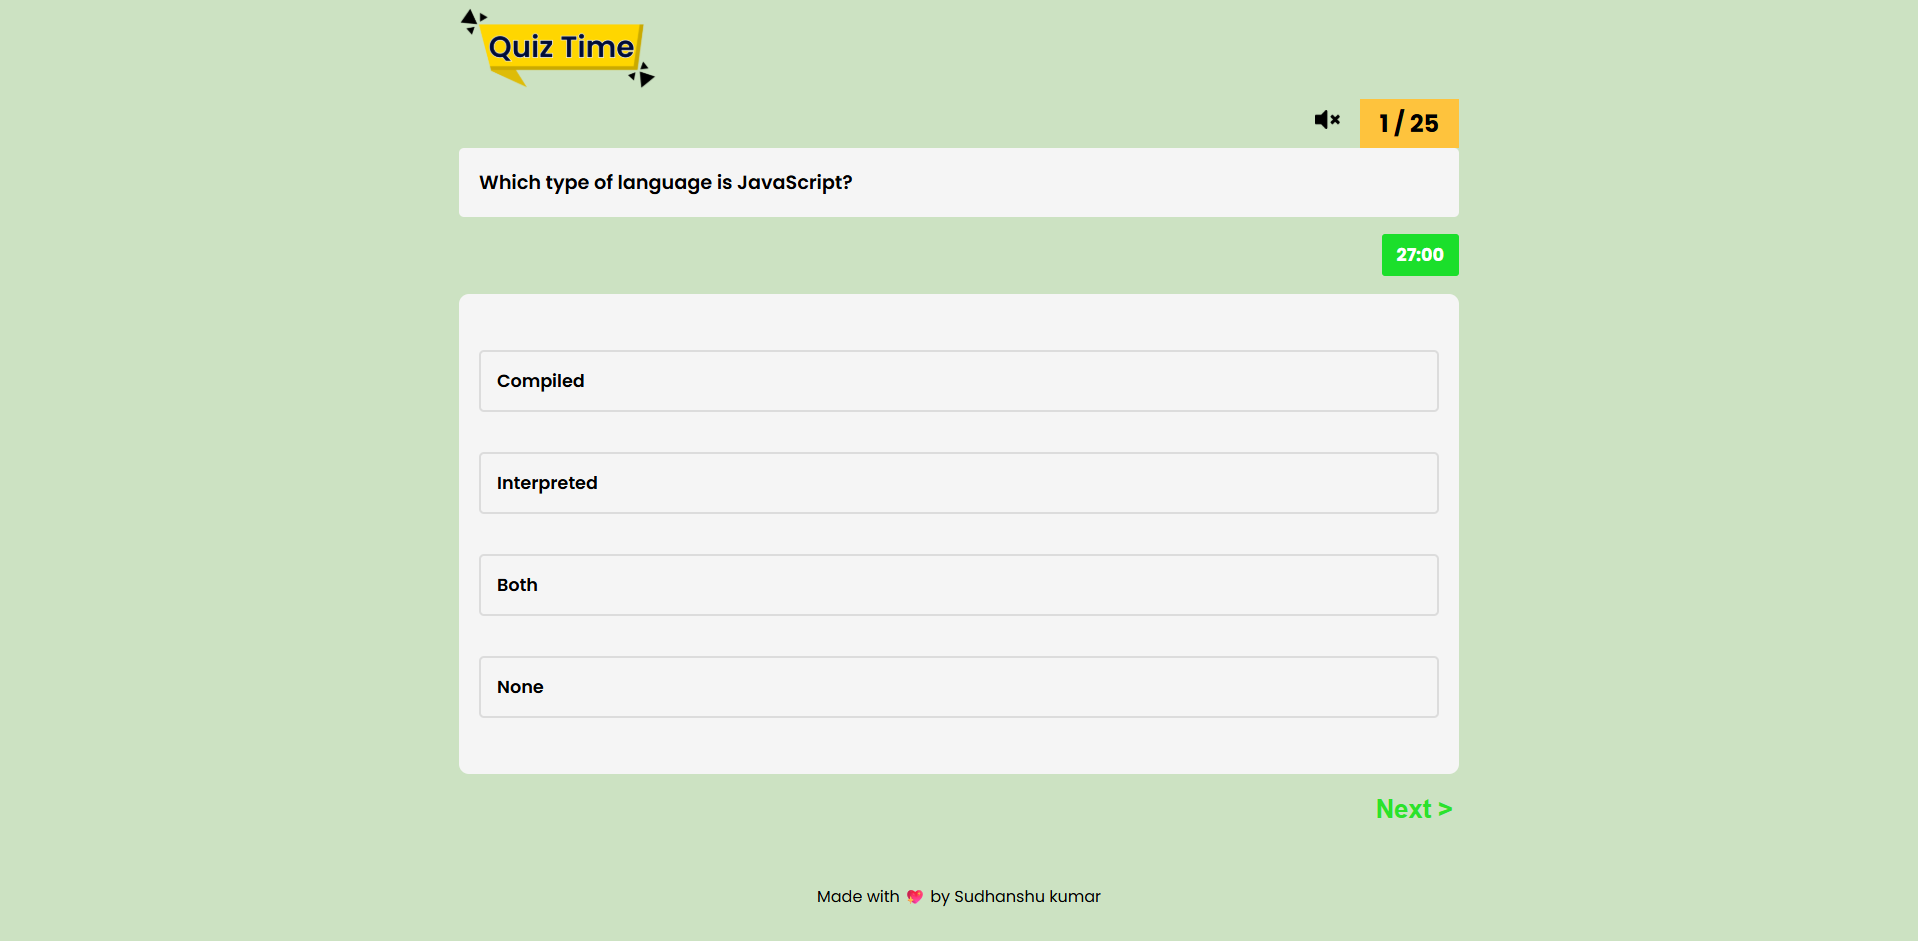 Quiz Time
1 / 25
Which type of language is JavaScript?
27:00
Compiled
Interpreted
Both
None
Next >
Made with 💖 by Sudhanshu kumar